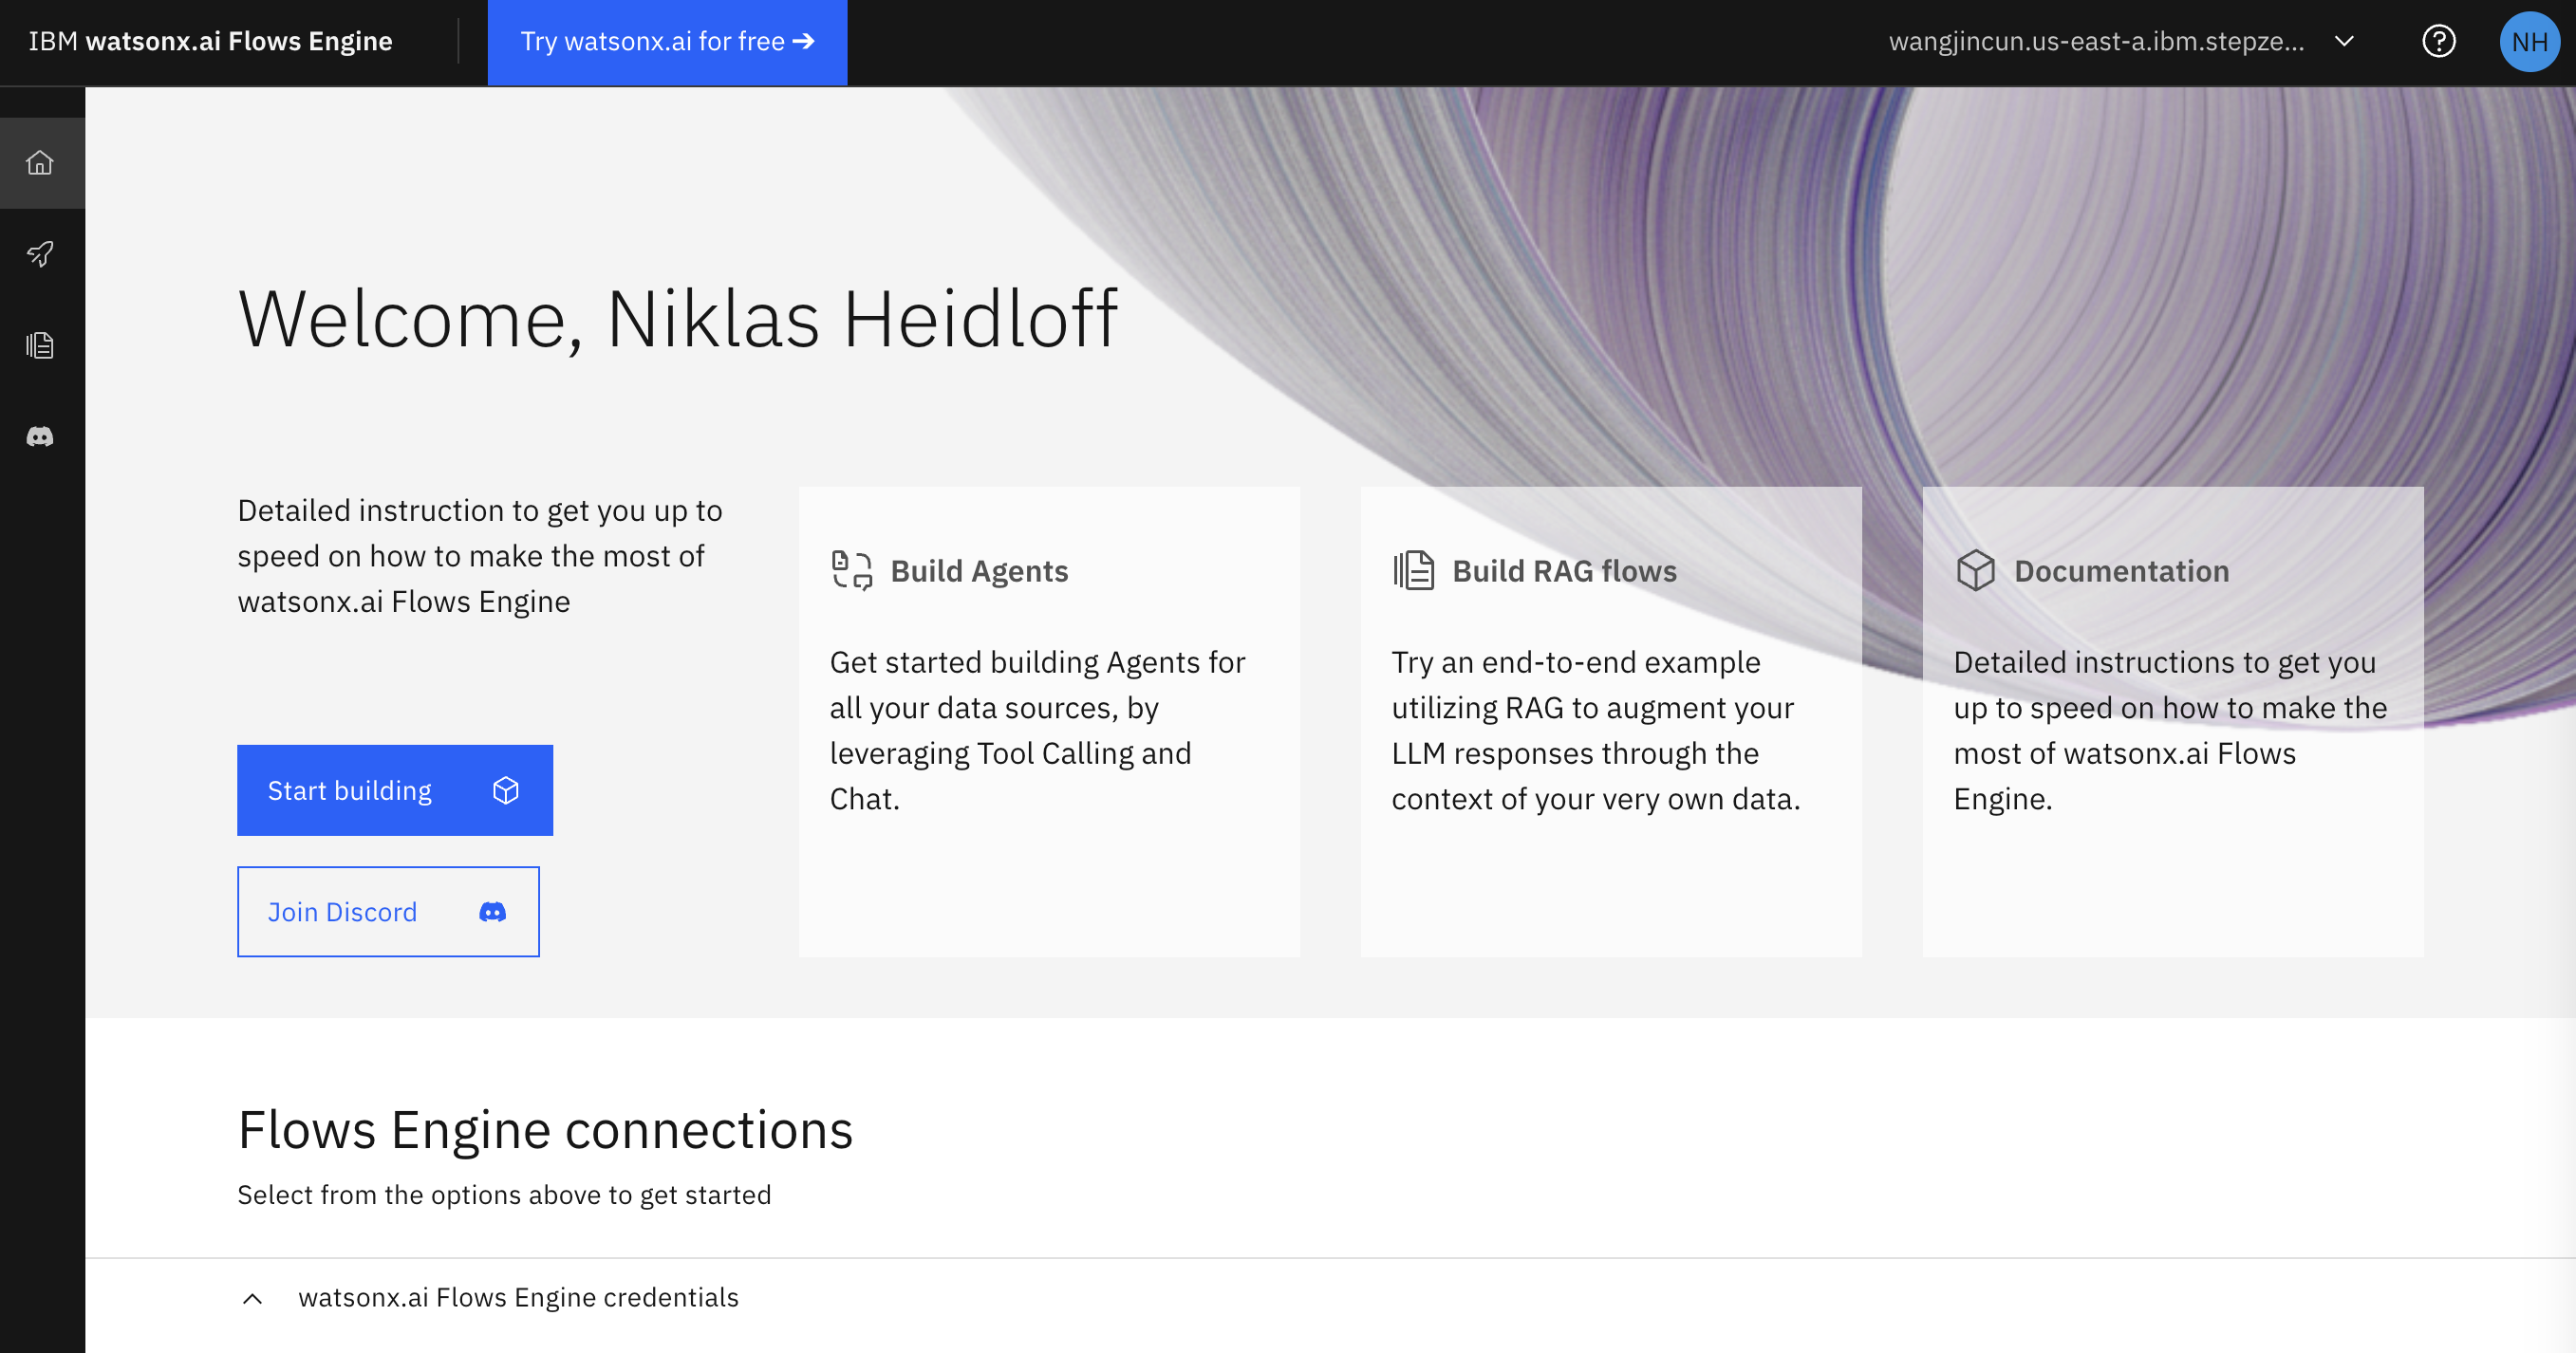 IBM watsonx.ai Flows Engine
Try watsonx.ai for free →
wangjincun.us-east-a.ibm.stepze...
NH
Welcome, Niklas Heidloff
Detailed instruction to get you up to
speed on how to make the most of
watsonx.ai Flows Engine
Start building
Join Discord
Build Agents
Get started building Agents for
all your data sources, by
leveraging Tool Calling and
Chat.
Build RAG flows
Try an end-to-end example
utilizing RAG to augment your
LLM responses through the
context of your very own data.
Documentation
Detailed instructions to get you
up to speed on how to make the
most of watsonx.ai Flows
Engine.
Flows Engine connections
Select from the options above to get started
watsonx.ai Flows Engine credentials